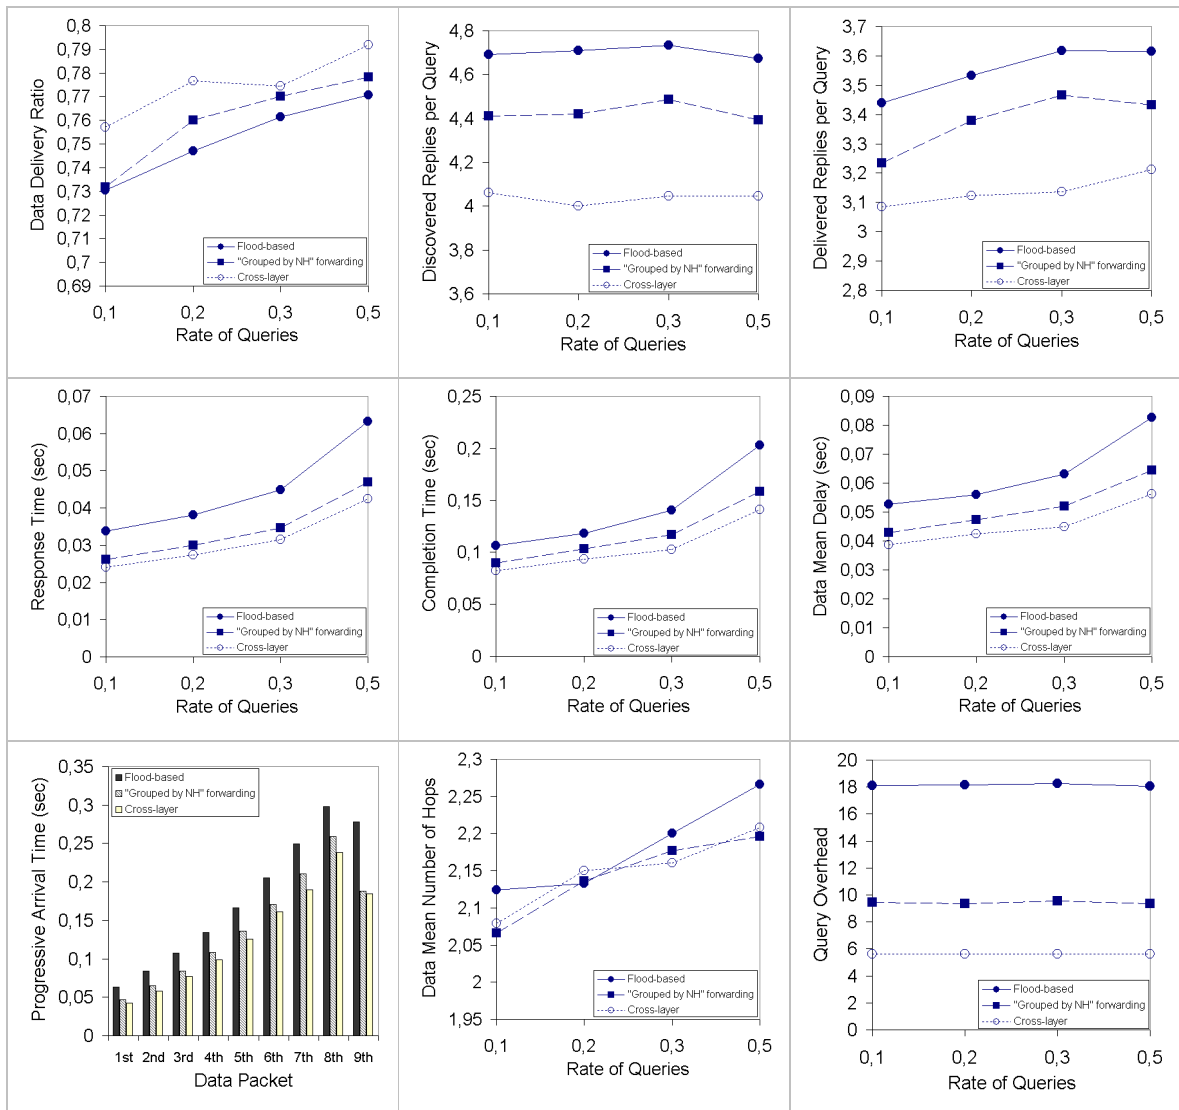 Data Delivery Ratio
0,8
0,79
0,78
0,77
0,76
0,75
0,74
0,73
0,72
0,71
0,7
0,69
Flood-based
"Grouped by NH" forwarding
Cross-layer
0,1 0,2 0,3 0,5
Rate of Queries
Discovered Replies per Query
4,8
4,6
4,4
4,2
4
3,8
3,6
Flood-based
"Grouped by NH" forwarding
Cross-layer
0,1 0,2 0,3 0,5
Rate of Queries
Delivered Replies per Query
3,7
3,6
3,5
3,4
3,3
3,2
3,1
3
2,9
2,8
Flood-based
"Grouped by NH" forwarding
Cross-layer
0,1 0,2 0,3 0,5
Rate of Queries
Response Time (sec)
0,07
0,06
0,05
0,04
0,03
0,02
0,01
0
Flood-based
"Grouped by NH" forwarding
Cross-layer
0,1 0,2 0,3 0,5
Rate of Queries
Completion Time (sec)
0,25
0,2
0,15
0,1
0,05
0
Flood-based
"Grouped by NH" forwarding
Cross-layer
0,1 0,2 0,3 0,5
Rate of Queries
Data Mean Delay (sec)
0,09
0,08
0,07
0,06
0,05
0,04
0,03
0,02
0,01
0
Flood-based
"Grouped by NH" forwarding
Cross-layer
0,1 0,2 0,3 0,5
Rate of Queries
Progressive Arrival Time (sec)
0,35
0,3
0,25
0,2
0,15
0,1
0,05
0
Flood-based
"Grouped by NH" forwarding
Cross-layer
1st 2nd 3rd 4th 5th 6th 7th 8th 9th
Data Packet
Data Mean Number of Hops
2,3
2,25
2,2
2,15
2,1
2,05
2
1,95
Flood-based
"Grouped by NH" forwarding
Cross-layer
0,1 0,2 0,3 0,5
Rate of Queries
Query Overhead
20
18
16
14
12
10
8
6
4
2
0
Flood-based
"Grouped by NH" forwarding
Cross-layer
0,1 0,2 0,3 0,5
Rate of Queries